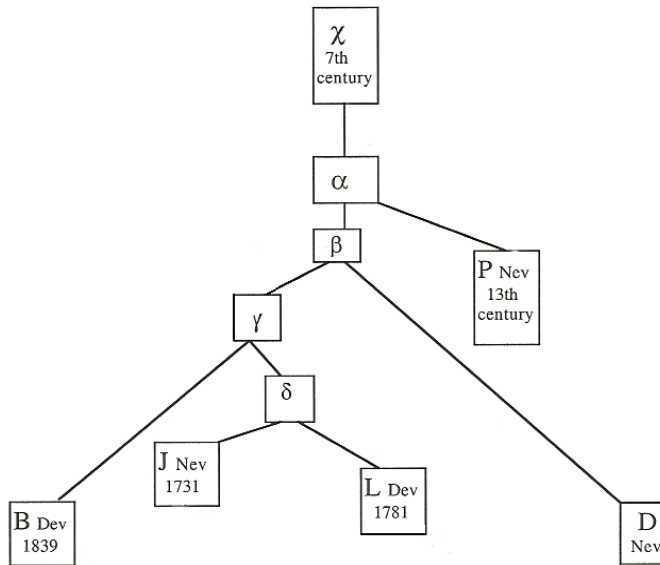 χ
7th
century
α
β
P Nev
13th
century
γ
δ
J Nev
1731
L Dev
1781
B Dev
1839
D
Nev